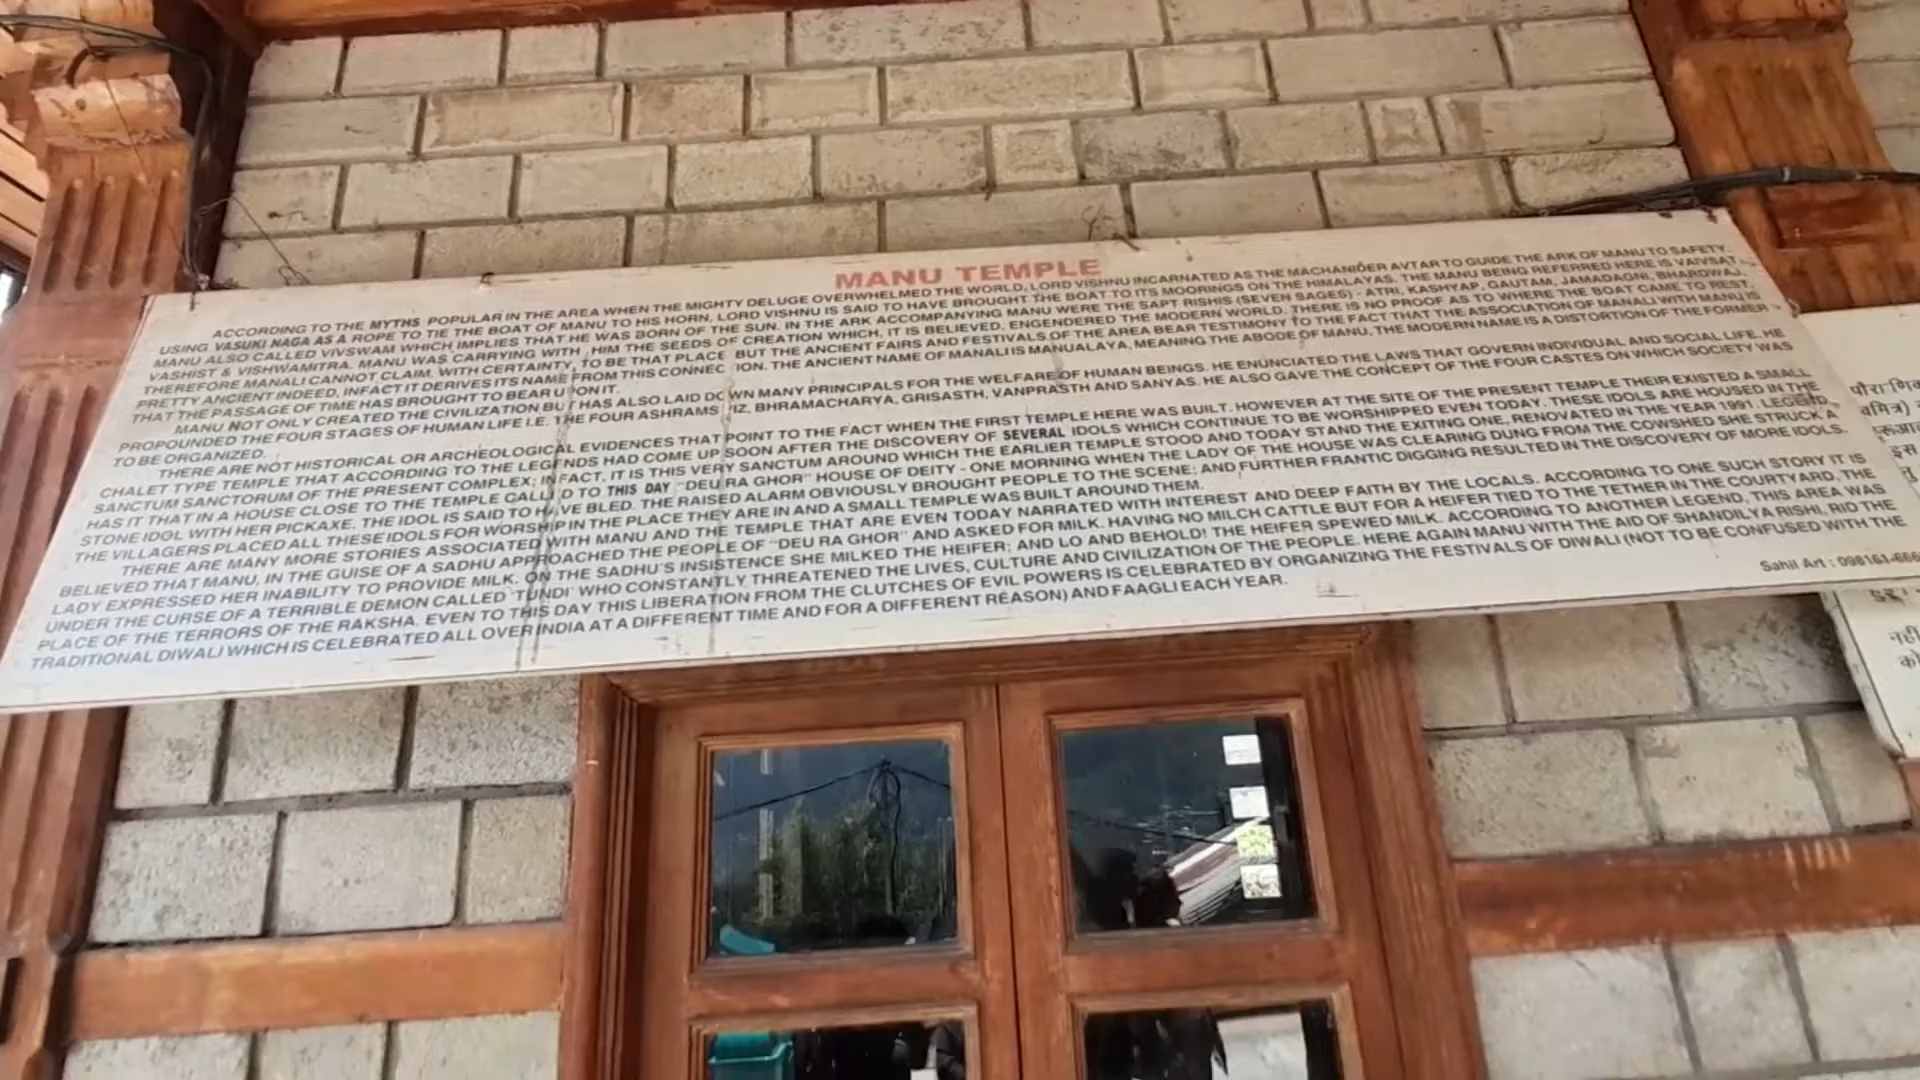 MANU TEMPLE
ACCORDING TO THE MYTHS POPULAR IN THE AREA WHEN THE MIGHTY DELUGE OVERWHELMED THE WORLD, LORD VISHNU INCARNATED AS THE MACHANIDER AVTAR TO GUIDE THE ARK OF MANU TO SAFETY.
USING VASUKI NAGA AS A ROPE TO TIE THE BOAT OF MANU TO HIS HORN, LORD VISHNU IS SAID TO HAVE BROUGHT THE BOAT TO ITS MOORINGS ON THE HIMALAYAS. THE MANU BEING REFERRED HERE IS VAIVSAT
MANU ALSO CALLED VIVSWAM WHICH IMPLIES THAT HE WAS BORN OF THE SUN. IN THE ARK ACCOMPANYING MANU WERE THE SAPT RISHIS (SEVEN SAGES) - ATRI, KASHYAP, GAUTAM, JAMADAGNI, BHARDWAJ,
VASHIST & VISHWAMITRA. MANU WAS CARRYING WITH HIM THE SEEDS OF CREATION WHICH, IT IS BELIEVED, ENGENDERED THE MODERN WORLD. THERE IS NO PROOF AS TO WHERE THE BOAT CAME TO REST,
THEREFORE MANALI CANNOT CLAIM, WITH CERTAINTY, TO BE THAT PLACE BUT THE ANCIENT FAIRS AND FESTIVALS OF THE AREA BEAR TESTIMONY TO THE FACT THAT THE ASSOCIATION OF MANALI WITH MANU IS
PRETTY ANCIENT INDEED, INFACT IT DERIVES ITS NAME FROM THIS CONNEC ION. THE ANCIENT NAME OF MANALI IS MANUALAYA, MEANING THE ABODE OF MANU. THE MODERN NAME IS A DISTORTION OF THE FORMER
THAT THE PASSAGE OF TIME HAS BROUGHT TO BEAR UPON IT.
MANU NOT ONLY CREATED THE CIVILIZATION BUT HAS ALSO LAID DOWN MANY PRINCIPALS FOR THE WELFARE OF HUMAN BEINGS. HE ENUNCIATED THE LAWS THAT GOVERN INDIVIDUAL AND SOCIAL LIFE. HE
PROPOUNDED THE FOUR STAGES OF HUMAN LIFE I.E. THE FOUR ASHRAMS VIZ, BHRAMACHARYA, GRISASTH, VANPRASTH AND SANYAS. HE ALSO GAVE THE CONCEPT OF THE FOUR CASTES ON WHICH SOCIETY WAS
TO BE ORGANIZED.
THERE ARE NOT HISTORICAL OR ARCHEOLOGICAL EVIDENCES THAT POINT TO THE FACT WHEN THE FIRST TEMPLE HERE WAS BUILT. HOWEVER AT THE SITE OF THE PRESENT TEMPLE THEIR EXISTED A SMALL
CHALET TYPE TEMPLE THAT ACCORDING TO THE LEGENDS HAD COME UP SOON AFTER THE DISCOVERY OF SEVERAL IDOLS WHICH CONTINUE TO BE WORSHIPPED EVEN TODAY. THESE IDOLS ARE HOUSED IN THE
SANCTUM SANCTORUM OF THE PRESENT COMPLEX; IN FACT, IT IS THIS VERY SANCTUM AROUND WHICH THE EARLIER TEMPLE STOOD AND TODAY STAND THE EXITING ONE, RENOVATED IN THE YEAR 1991. LEGEND,
HAS IT THAT IN A HOUSE CLOSE TO THE TEMPLE CALLED TO THIS DAY "DEU RA GHOR" HOUSE OF DEITY - ONE MORNING WHEN THE LADY OF THE HOUSE WAS CLEARING DUNG FROM THE COWSHED SHE STRUCK A
STONE IDOL WITH HER PICKAXE. THE IDOL IS SAID TO HAVE BLED. THE RAISED ALARM OBVIOUSLY BROUGHT PEOPLE TO THE SCENE; AND FURTHER FRANTIC DIGGING RESULTED IN THE DISCOVERY OF MORE IDOLS.
THE VILLAGERS PLACED ALL THESE IDOLS FOR WORSHIP IN THE PLACE THEY ARE IN AND A SMALL TEMPLE WAS BUILT AROUND THEM.
THERE ARE MANY MORE STORIES ASSOCIATED WITH MANU AND THE TEMPLE THAT ARE EVEN TODAY NARRATED WITH INTEREST AND DEEP FAITH BY THE LOCALS. ACCORDING TO ONE SUCH STORY IT IS
BELIEVED THAT MANU, IN THE GUISE OF A SADHU APPROACHED THE PEOPLE OF "DEU RA GHOR" AND ASKED FOR MILK. HAVING NO MILCH CATTLE BUT FOR A HEIFER TIED TO THE TETHER IN THE COURTYARD, THE
LADY EXPRESSED HER INABILITY TO PROVIDE MILK. ON THE SADHU'S INSISTENCE SHE MILKED THE HEIFER; AND LO AND BEHOLD! THE HEIFER SPEWED MILK. ACCORDING TO ANOTHER LEGEND, THIS AREA WAS
UNDER THE CURSE OF A TERRIBLE DEMON CALLED 'TUNDI' WHO CONSTANTLY THREATENED THE LIVES, CULTURE AND CIVILIZATION OF THE PEOPLE. HERE AGAIN MANU WITH THE AID OF SHANDILYA RISHI, RID THE
PLACE OF THE TERRORS OF THE RAKSHA. EVEN TO THIS DAY THIS LIBERATION FROM THE CLUTCHES OF EVIL POWERS IS CELEBRATED BY ORGANIZING THE FESTIVALS OF DIWALI (NOT TO BE CONFUSED WITH THE
TRADITIONAL DIWALI WHICH IS CELEBRATED ALL OVER INDIA AT A DIFFERENT TIME AND FOR A DIFFERENT REASON) AND FAAGLI EACH YEAR.
Sahil Art : 098161-666